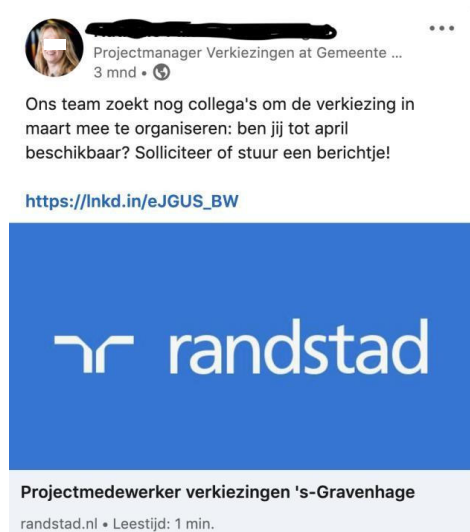 Projectmanager Verkiezingen at Gemeente ...
3 mnd •
Ons team zoekt nog collega's om de verkiezing in
maart mee te organiseren: ben jij tot april
beschikbaar? Solliciteer of stuur een berichtje!
https://lnkd.in/eJGUS_BW
randstad
Projectmedewerker verkiezingen 's-Gravenhage
randstad.nl • Leestijd: 1 min.